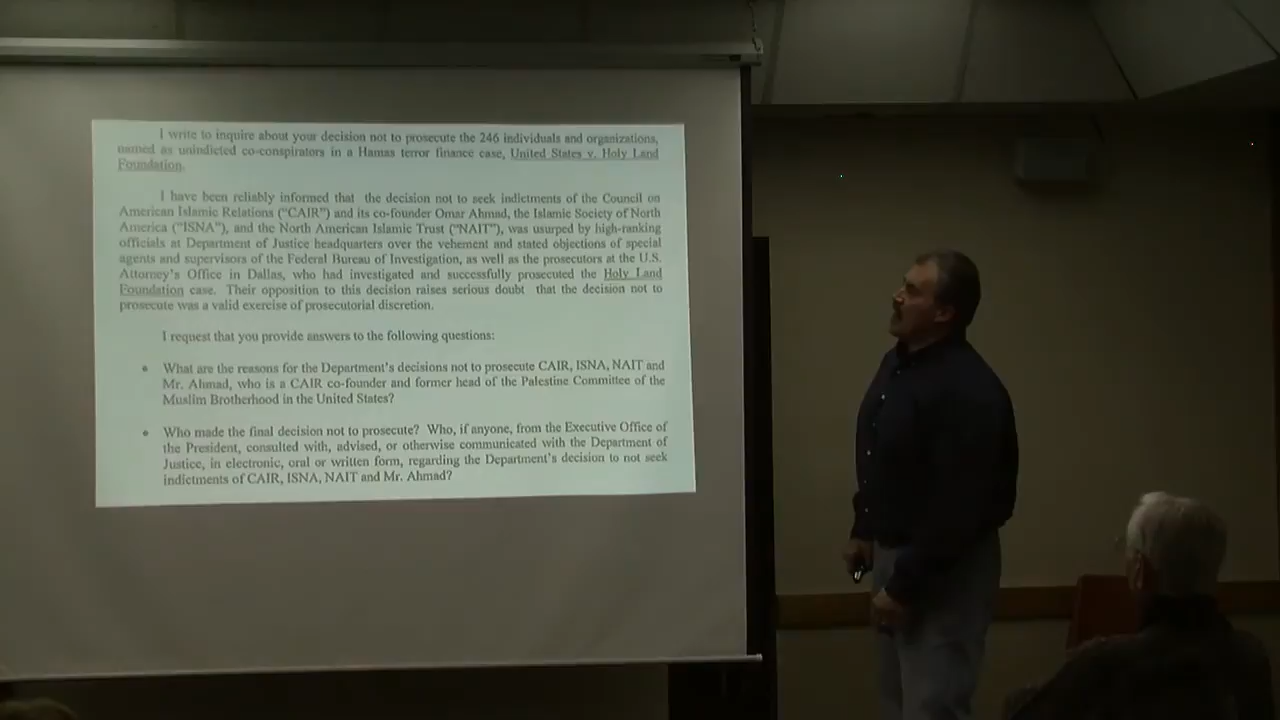 I write to inquire about your decision not to prosecute the 246 individuals and organizations,
named as unindicted co-conspirators in a Hamas terror finance case, United States v. Holy Land
Foundation.
I have been reliably informed that the decision not to seek indictments of the Council on
American Islamic Relations ("CAIR") and its co-founder Omar Ahmad, the Islamic Society of North
America ("ISNA"), and the North American Islamic Trust ("NAIT"), was usurped by high-ranking
officials at Department of Justice headquarters over the vehement and stated objections of special
agents and supervisors of the Federal Bureau of Investigation, as well as the prosecutors at the U.S.
Attorney's Office in Dallas, who had investigated and successfully prosecuted the Holy Land
Foundation case. Their opposition to this decision raises serious doubt that the decision not to
prosecute was a valid exercise of prosecutorial discretion.
I request that you provide answers to the following questions:
• What are the reasons for the Department's decisions not to prosecute CAIR, ISNA, NAIT and
Mr. Ahmad, who is a CAIR co-founder and former head of the Palestine Committee of the
Muslim Brotherhood in the United States?
• Who made the final decision not to prosecute? Who, if anyone, from the Executive Office of
the President, consulted with, advised, or otherwise communicated with the Department of
Justice, in electronic, oral or written form, regarding the Department's decision to not seek
indictments of CAIR, ISNA, NAIT and Mr. Ahmad?